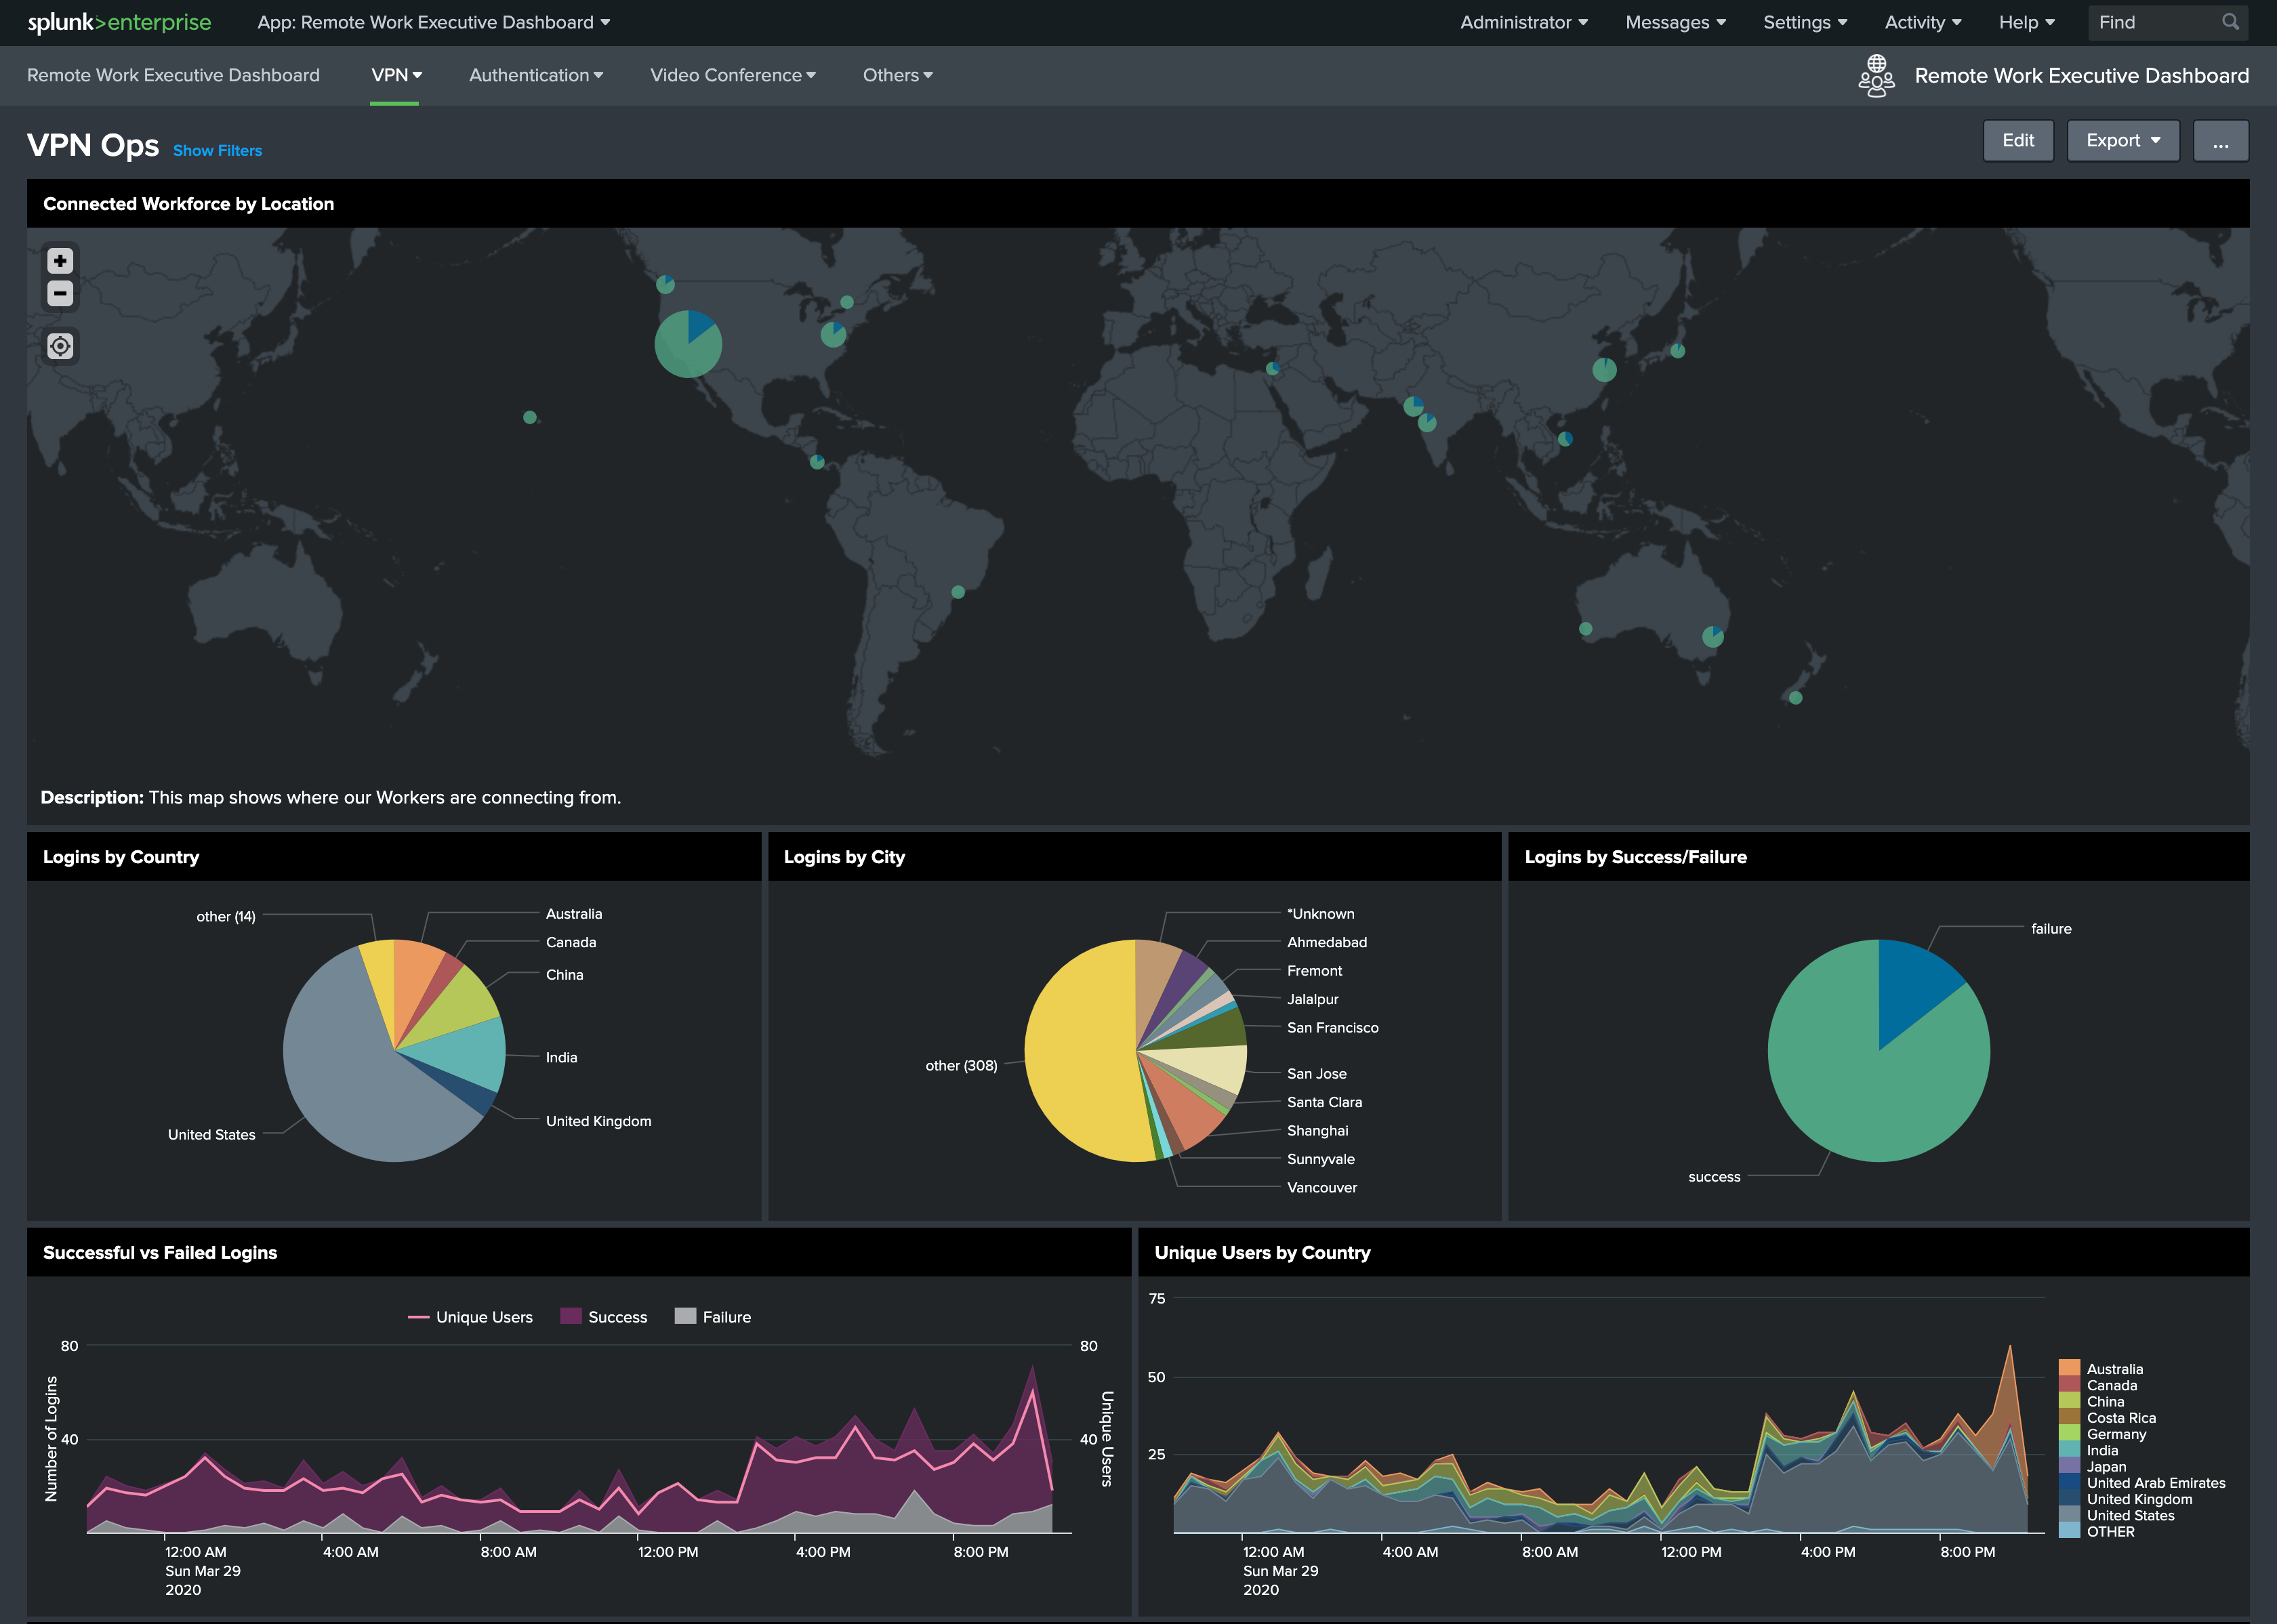 splunk>enterprise App: Remote Work Executive Dashboard Administrator Messages Settings Activity Help Find
Remote Work Executive Dashboard VPN Authentication Video Conference Others Remote Work Executive Dashboard
VPN Ops Show Filters Edit Export ...
Connected Workforce by Location
Description: This map shows where our Workers are connecting from.
Logins by Country
other (14)
Australia
Canada
China
India
United Kingdom
United States
Logins by City
*Unknown
Ahmedabad
Fremont
Jalalpur
San Francisco
other (308)
San Jose
Santa Clara
Shanghai
Sunnyvale
Vancouver
Logins by Success/Failure
failure
success
Successful vs Failed Logins
Unique Users Success Failure
80 80
40 40
Number of Logins
Unique Users
12:00 AM 4:00 AM 8:00 AM 12:00 PM 4:00 PM 8:00 PM
Sun Mar 29
2020
Unique Users by Country
75
50
25
Australia
Canada
China
Costa Rica
Germany
India
Japan
United Arab Emirates
United Kingdom
United States
OTHER
12:00 AM 4:00 AM 8:00 AM 12:00 PM 4:00 PM 8:00 PM
Sun Mar 29
2020